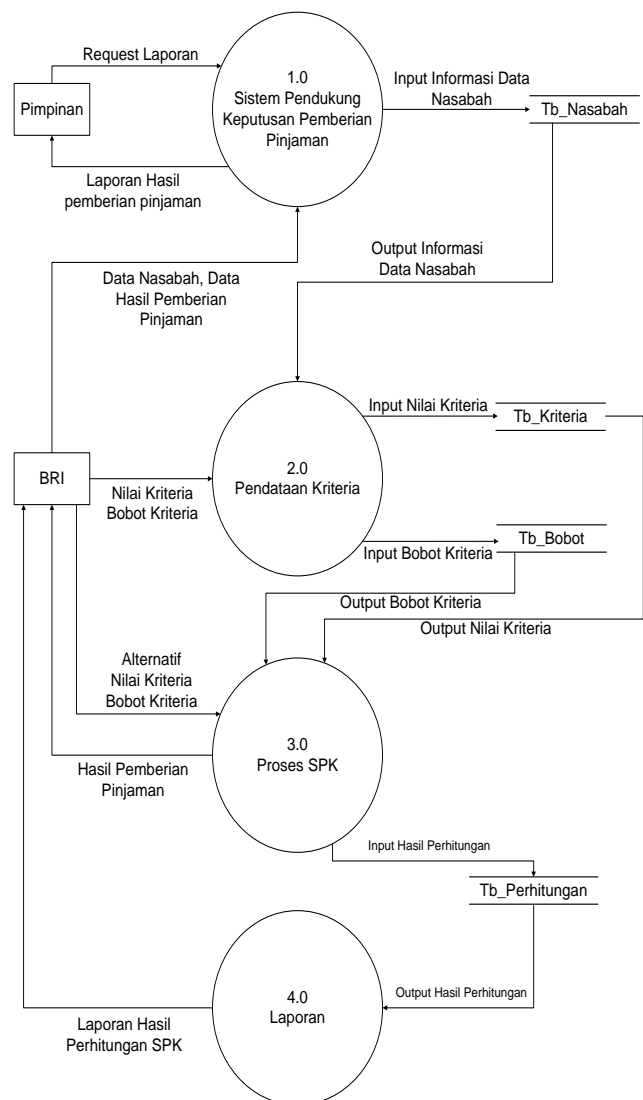 Request Laporan
Pimpinan
1.0
Sistem Pendukung
Keputusan Pemberian
Pinjaman
Input Informasi Data
Nasabah
Tb_Nasabah
Laporan Hasil
pemberian pinjaman
Output Informasi
Data Nasabah
Data Nasabah, Data
Hasil Pemberian
Pinjaman
Input Nilai Kriteria
Tb_Kriteria
BRI
2.0
Pendataan Kriteria
Nilai Kriteria
Bobot Kriteria
Tb_Bobot
Input Bobot Kriteria
Output Bobot Kriteria
Output Nilai Kriteria
Alternatif
Nilai Kriteria
Bobot Kriteria
3.0
Proses SPK
Hasil Pemberian
Pinjaman
Input Hasil Perhitungan
Tb_Perhitungan
4.0
Laporan
Output Hasil Perhitungan
Laporan Hasil
Perhitungan SPK